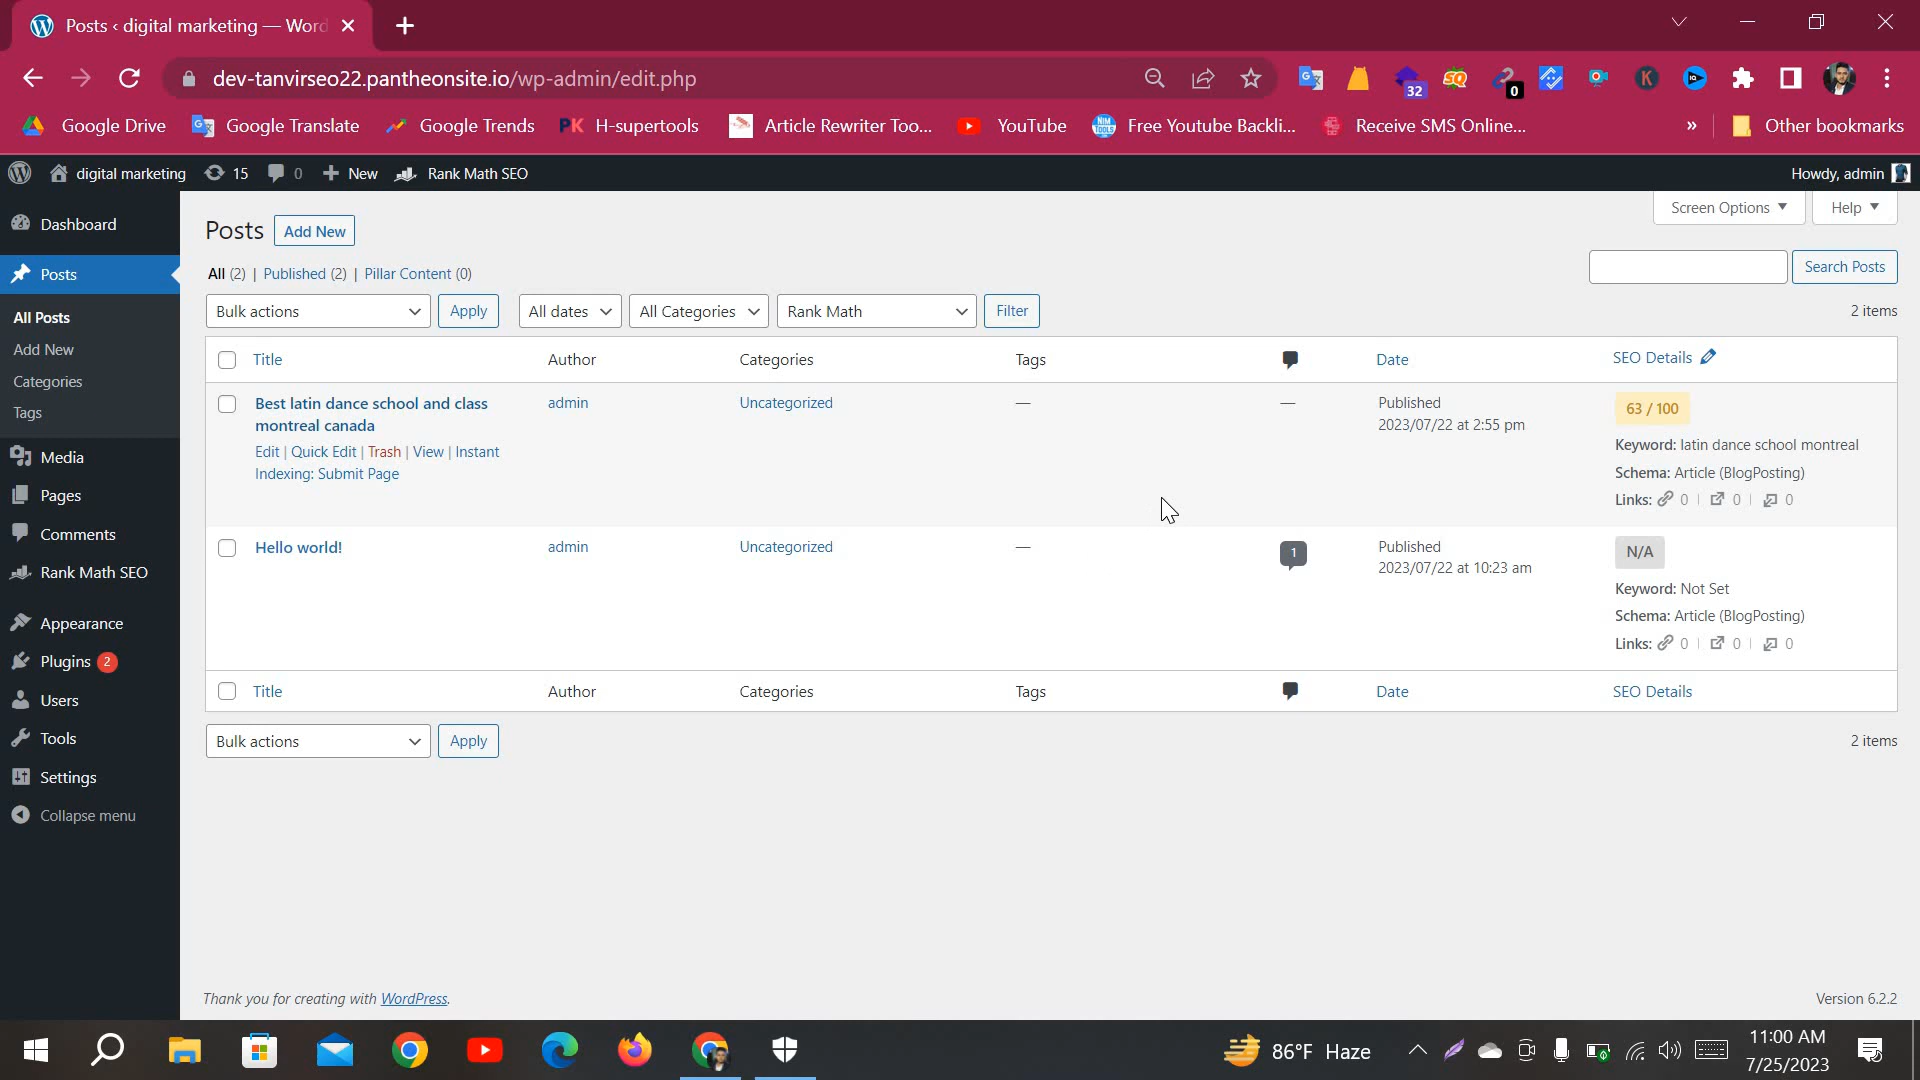 Posts ‹ digital marketing — Word
dev-tanvirseo22.pantheonsite.io/wp-admin/edit.php
32
SQ
0
K
IQ
Google Drive
Google Translate
Google Trends
PK H-supertools
Article Rewriter Too...
YouTube
NIM TOOLS Free Youtube Backli...
Receive SMS Online...
»
Other bookmarks
digital marketing
15
0
New
Rank Math SEO
Howdy, admin
Dashboard
Posts
All Posts
Add New
Categories
Tags
Media
Pages
Comments
Rank Math SEO
Appearance
Plugins 2
Users
Tools
Settings
Collapse menu
Screen Options
Help
Posts Add New
All (2) | Published (2) | Pillar Content (0)
Search Posts
Bulk actions Apply All dates All Categories Rank Math Filter 2 items
Title Author Categories Tags Date SEO Details
Best latin dance school and class
montreal canada
Edit | Quick Edit | Trash | View | Instant
Indexing: Submit Page
admin
Uncategorized
—
—
Published
2023/07/22 at 2:55 pm
63 / 100
Keyword: latin dance school montreal
Schema: Article (BlogPosting)
Links: 0 | 0 | 0
Hello world!
admin
Uncategorized
—
1
Published
2023/07/22 at 10:23 am
N/A
Keyword: Not Set
Schema: Article (BlogPosting)
Links: 0 | 0 | 0
Title Author Categories Tags Date SEO Details
Bulk actions Apply 2 items
Thank you for creating with WordPress.
Version 6.2.2
86°F Haze
11:00 AM
7/25/2023